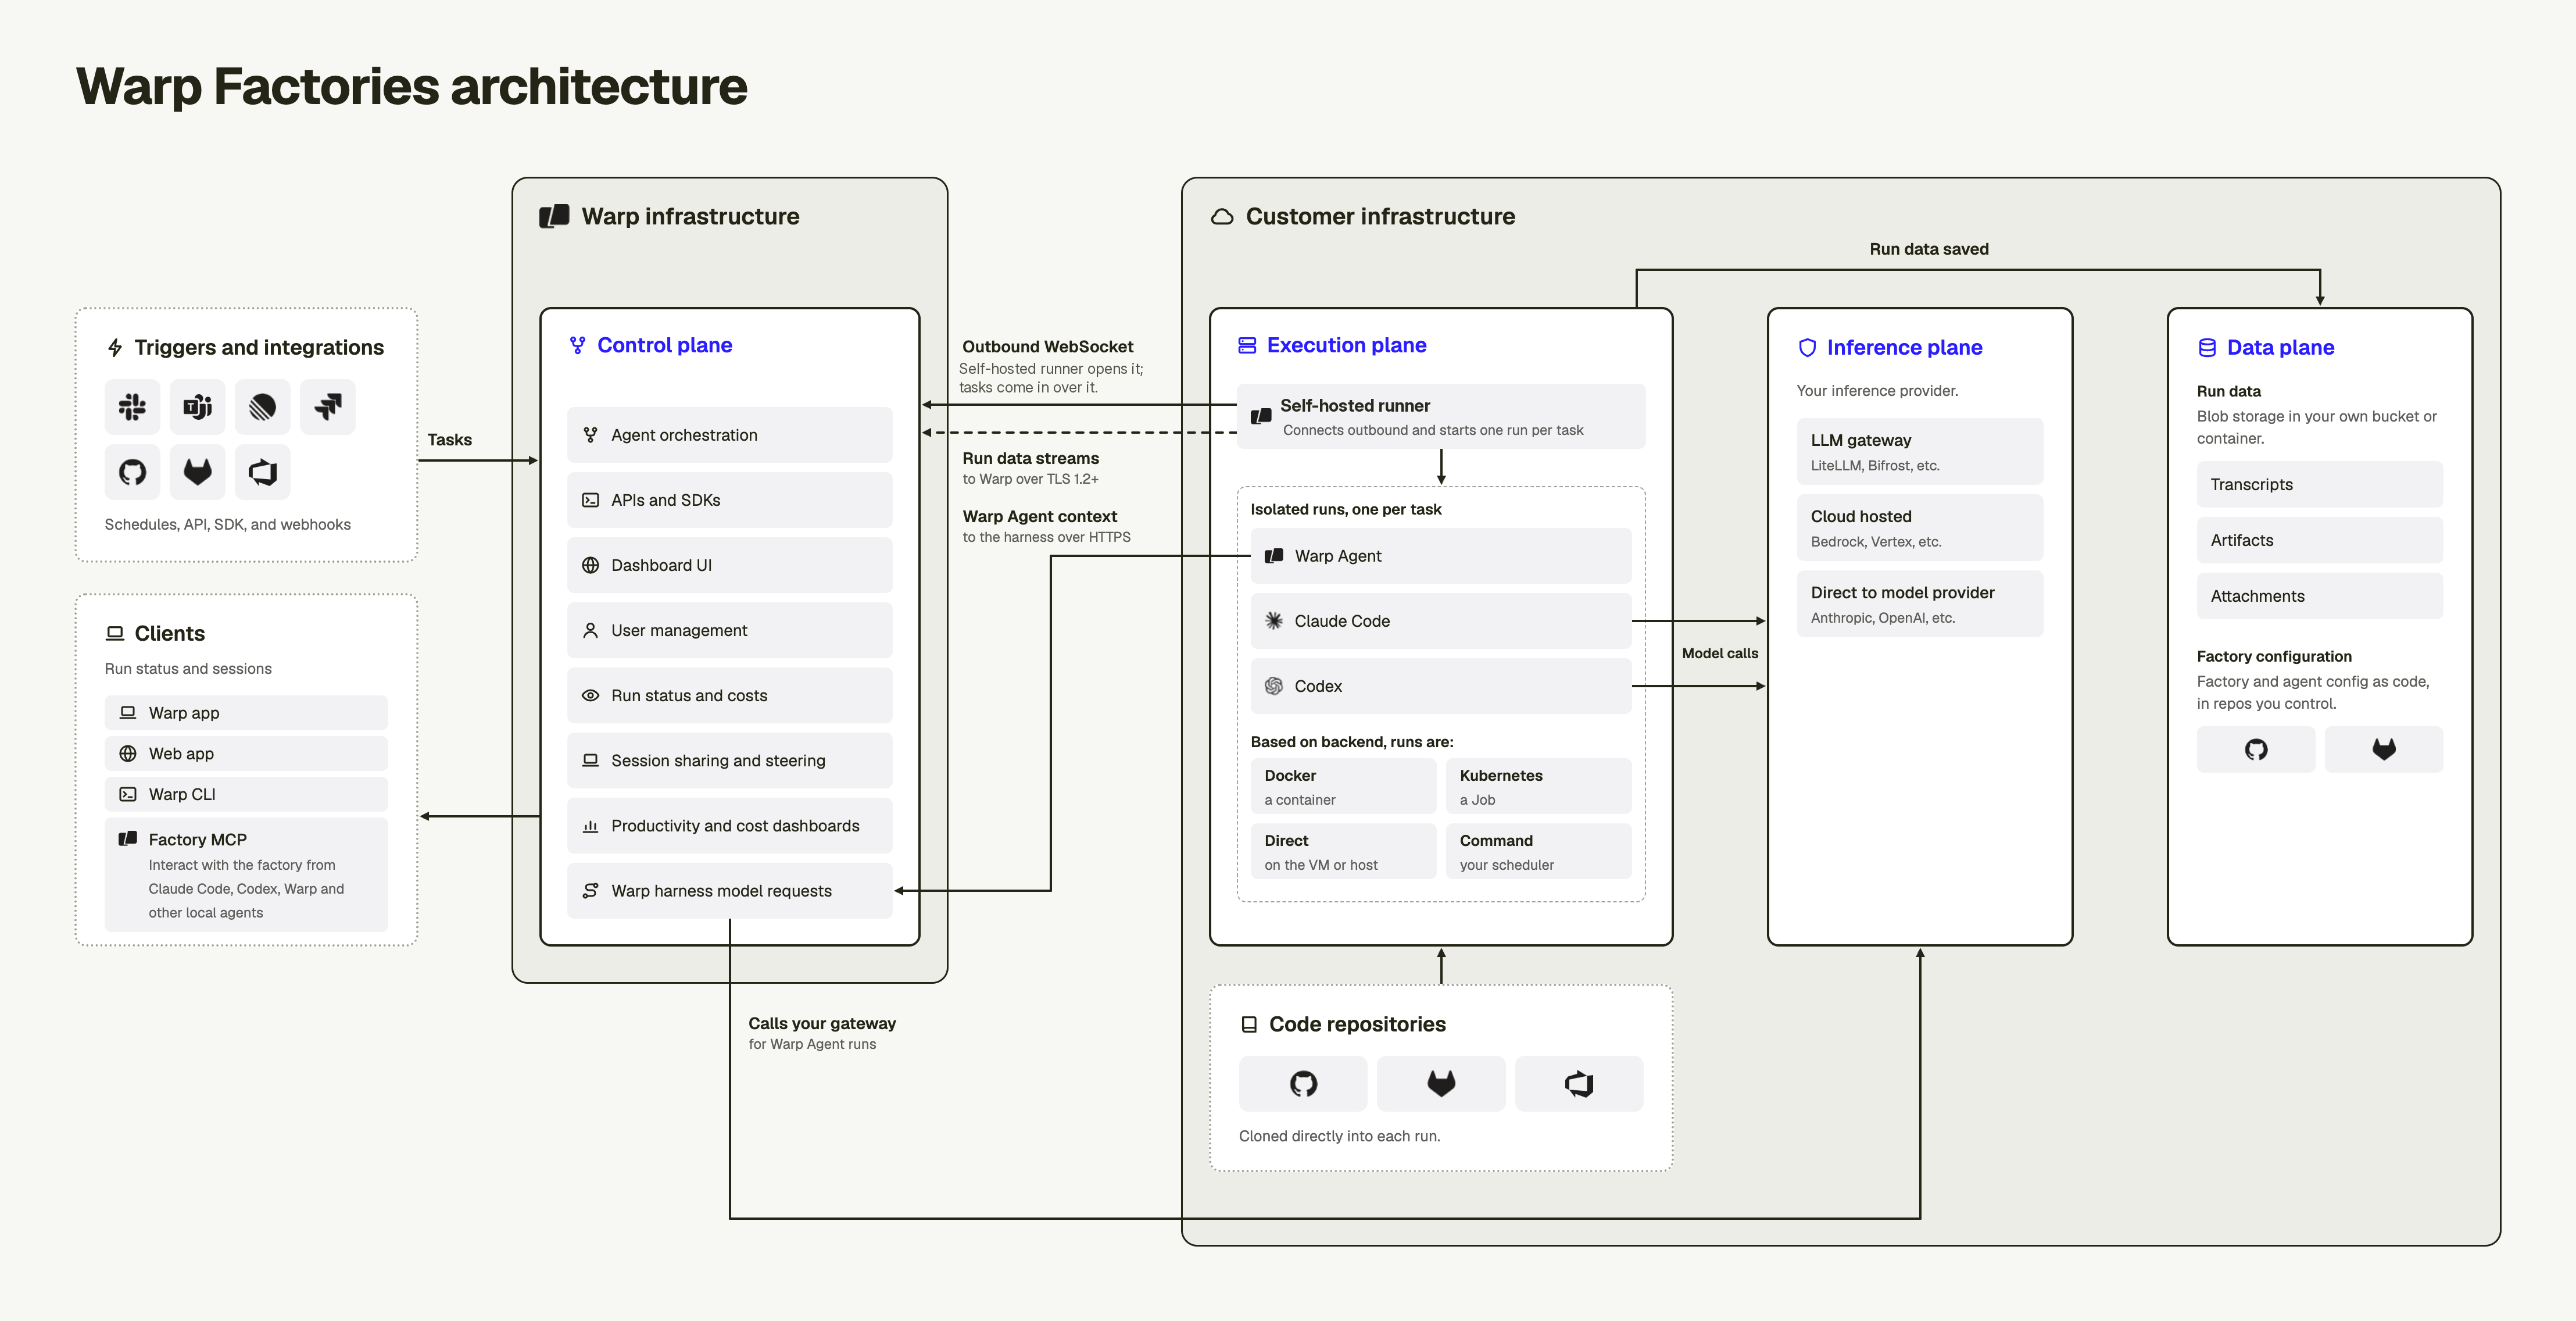 Warp Factories architecture
Triggers and integrations
Schedules, API, SDK, and webhooks
Tasks
Clients
Run status and sessions
Warp app
Web app
Warp CLI
Factory MCP
Interact with the factory from
Claude Code, Codex, Warp and
other local agents
Warp infrastructure
Control plane
Agent orchestration
APIs and SDKs
Dashboard UI
User management
Run status and costs
Session sharing and steering
Productivity and cost dashboards
Warp harness model requests
Calls your gateway
for Warp Agent runs
Outbound WebSocket
Self-hosted runner opens it;
tasks come in over it.
Run data streams
to Warp over TLS 1.2+
Warp Agent context
to the harness over HTTPS
Customer infrastructure
Run data saved
Execution plane
Self-hosted runner
Connects outbound and starts one run per task
Isolated runs, one per task
Warp Agent
Claude Code
Codex
Based on backend, runs are:
Docker
a container
Kubernetes
a Job
Direct
on the VM or host
Command
your scheduler
Model calls
Code repositories
Cloned directly into each run.
Inference plane
Your inference provider.
LLM gateway
LiteLLM, Bifrost, etc.
Cloud hosted
Bedrock, Vertex, etc.
Direct to model provider
Anthropic, OpenAI, etc.
Data plane
Run data
Blob storage in your own bucket or
container.
Transcripts
Artifacts
Attachments
Factory configuration
Factory and agent config as code,
in repos you control.